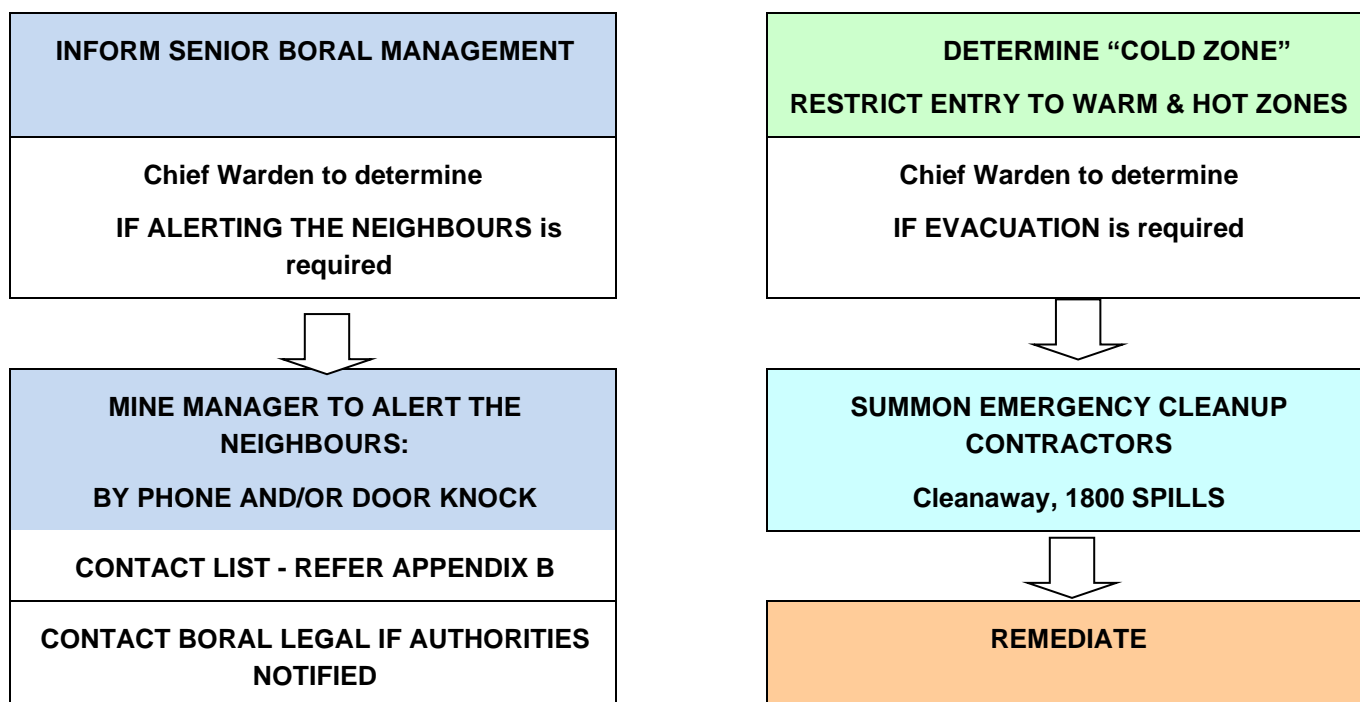 INFORM SENIOR BORAL MANAGEMENT
Chief Warden to determine
IF ALERTING THE NEIGHBOURS is
required
MINE MANAGER TO ALERT THE
NEIGHBOURS:
BY PHONE AND/OR DOOR KNOCK
CONTACT LIST - REFER APPENDIX B
CONTACT BORAL LEGAL IF AUTHORITIES
NOTIFIED
DETERMINE “COLD ZONE”
RESTRICT ENTRY TO WARM & HOT ZONES
Chief Warden to determine
IF EVACUATION is required
SUMMON EMERGENCY CLEANUP
CONTRACTORS
Cleanaway, 1800 SPILLS
REMEDIATE